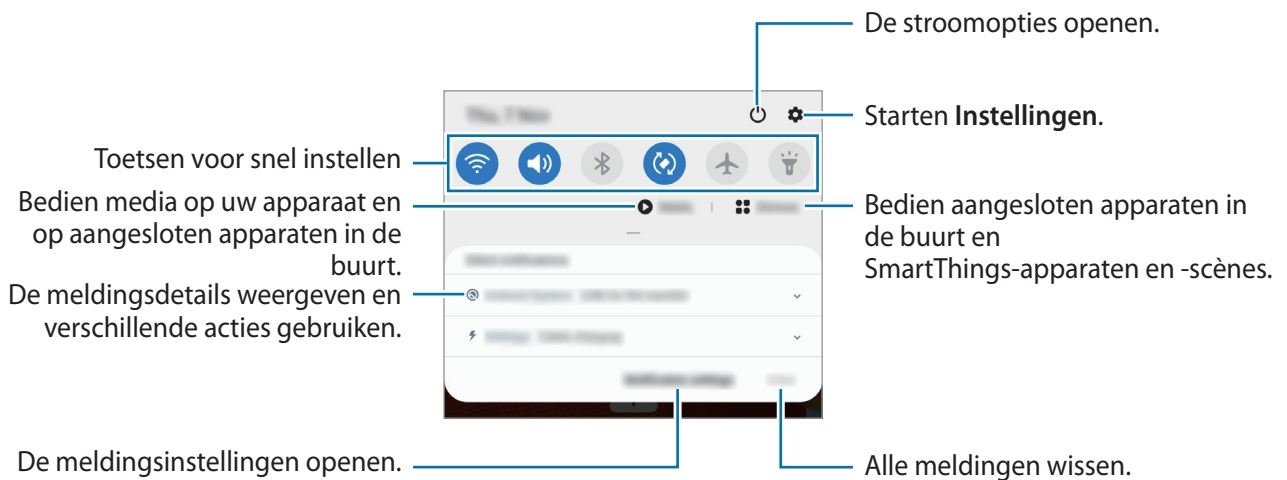 De stroomopties openen.
Starten Instellingen.
Toetsen voor snel instellen
Bedien media op uw apparaat en
op aangesloten apparaten in de
buurt.
Bedien aangesloten apparaten in
de buurt en
SmartThings-apparaten en -scènes.
De meldingsdetails weergeven en
verschillende acties gebruiken.
De meldingsinstellingen openen.
Alle meldingen wissen.